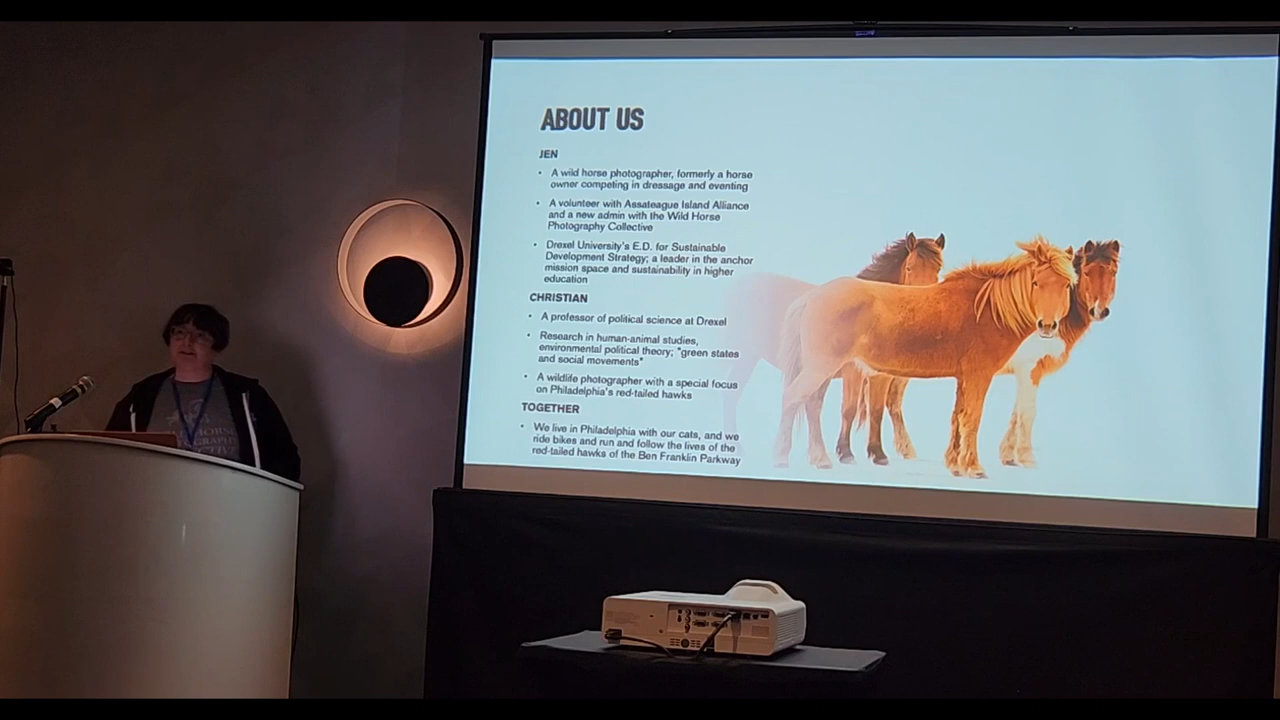 ABOUT US
JEN
• A wild horse photographer, formerly a horse
owner competing in dressage and eventing
• A volunteer with Assateague Island Alliance
and a new admin with the Wild Horse
Photography Collective
• Drexel University's E.D. for Sustainable
Development Strategy; a leader in the anchor
mission space and sustainability in higher
education
CHRISTIAN
• A professor of political science at Drexel
• Research in human-animal studies,
environmental political theory; "green states
and social movements"
• A wildlife photographer with a special focus
on Philadelphia's red-tailed hawks
TOGETHER
• We live in Philadelphia with our cats, and we
ride bikes and run and follow the lives of the
red-tailed hawks of the Ben Franklin Parkway